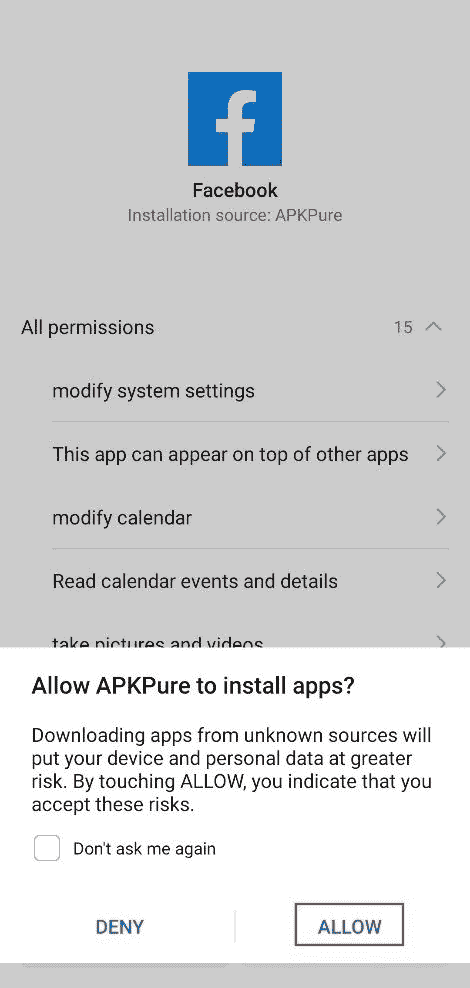 Facebook
Installation source: APKPure
All permissions 15
modify system settings
This app can appear on top of other apps
modify calendar
Read calendar events and details
take pictures and videos
Allow APKPure to install apps?
Downloading apps from unknown sources will
put your device and personal data at greater
risk. By touching ALLOW, you indicate that you
accept these risks.
Don't ask me again
DENY ALLOW